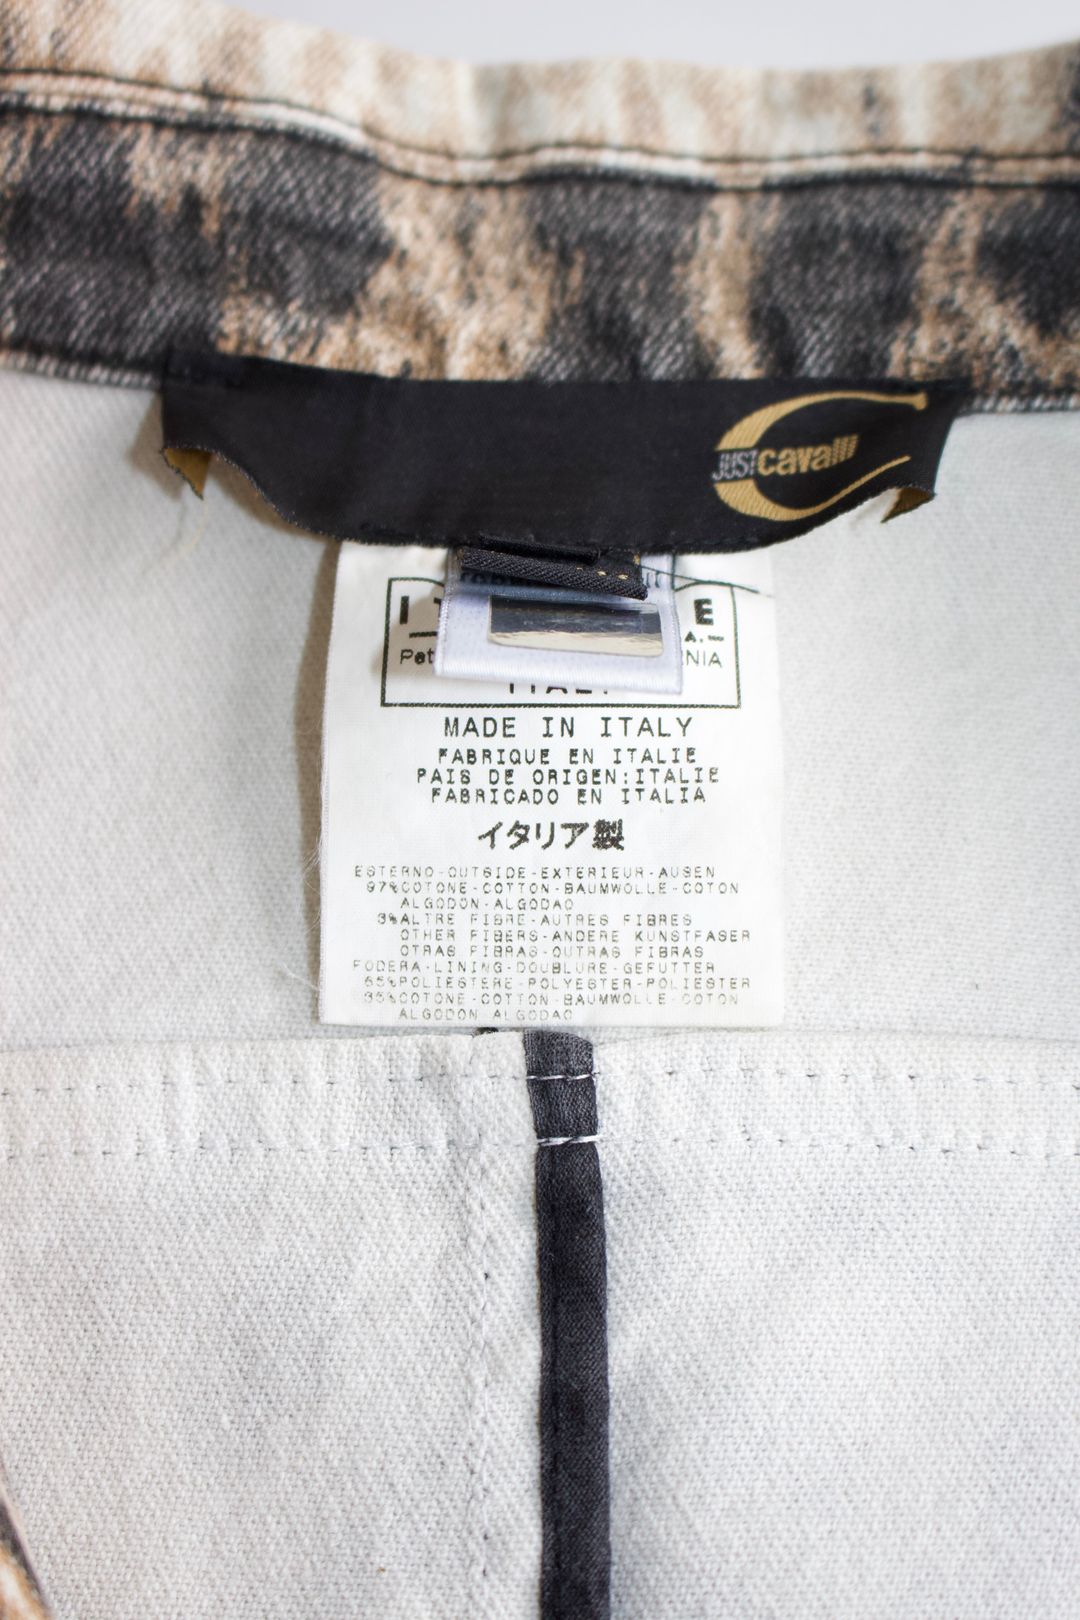 JUST cavalli
MADE IN ITALY
FABRIQUE EN ITALIE
PAIS DE ORIGEN:ITALIE
FABRICADO EN ITALIA
イタリア製
ESTERNO-OUTSIDE-EXTERIEUR-AUSEN
97%COTONE-COTTON-BAUMWOLLE-COTON
ALGODON-ALGODAO
3%ALTRE FIBRE-AUTRES FIBRES
OTHER FIBERS-ANDERE KUNSTFASER
OTRAS FIBRAS-OUTRAS FIBRAS
FODERA-LINING-DOUBLURE-GEFUTTER
65%POLIESTERE-POLYESTER-POLIESTER
35%COTONE-COTTON-BAUMWOLLE-COTON
ALGODON-ALGODAO